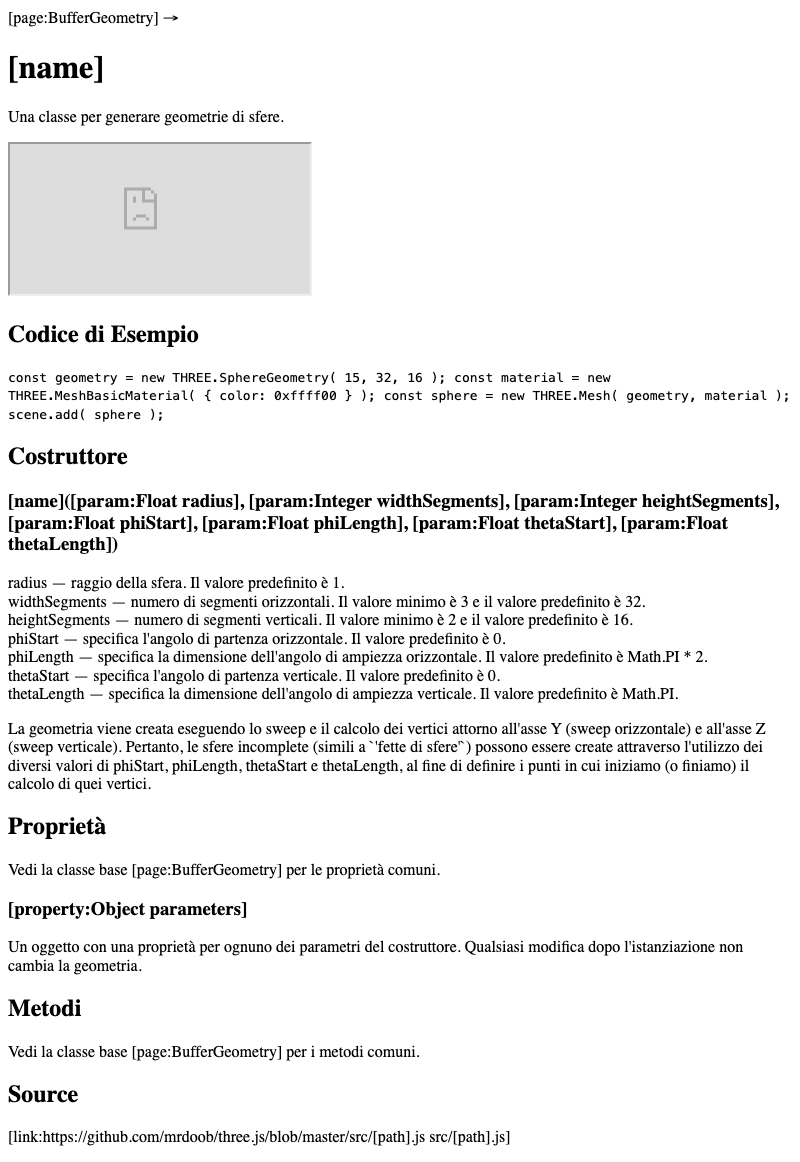 [page:BufferGeometry] →
[name]
Una classe per generare geometrie di sfere.
Codice di Esempio
const geometry = new THREE.SphereGeometry( 15, 32, 16 ); const material = new
THREE.MeshBasicMaterial( { color: 0xffff00 } ); const sphere = new THREE.Mesh( geometry, material );
scene.add( sphere );
Costruttore
[name]([param:Float radius], [param:Integer widthSegments], [param:Integer heightSegments],
[param:Float phiStart], [param:Float phiLength], [param:Float thetaStart], [param:Float
thetaLength])
radius — raggio della sfera. Il valore predefinito è 1.
widthSegments — numero di segmenti orizzontali. Il valore minimo è 3 e il valore predefinito è 32.
heightSegments — numero di segmenti verticali. Il valore minimo è 2 e il valore predefinito è 16.
phiStart — specifica l'angolo di partenza orizzontale. Il valore predefinito è 0.
phiLength — specifica la dimensione dell'angolo di ampiezza orizzontale. Il valore predefinito è Math.PI * 2.
thetaStart — specifica l'angolo di partenza verticale. Il valore predefinito è 0.
thetaLength — specifica la dimensione dell'angolo di ampiezza verticale. Il valore predefinito è Math.PI.
La geometria viene creata eseguendo lo sweep e il calcolo dei vertici attorno all'asse Y (sweep orizzontale) e all'asse Z
(sweep verticale). Pertanto, le sfere incomplete (simili a `'fette di sfere'`) possono essere create attraverso l'utilizzo dei
diversi valori di phiStart, phiLength, thetaStart e thetaLength, al fine di definire i punti in cui iniziamo (o finiamo) il
calcolo di quei vertici.
Proprietà
Vedi la classe base [page:BufferGeometry] per le proprietà comuni.
[property:Object parameters]
Un oggetto con una proprietà per ognuno dei parametri del costruttore. Qualsiasi modifica dopo l'istanziazione non
cambia la geometria.
Metodi
Vedi la classe base [page:BufferGeometry] per i metodi comuni.
Source
[link:https://github.com/mrdoob/three.js/blob/master/src/[path].js src/[path].js]